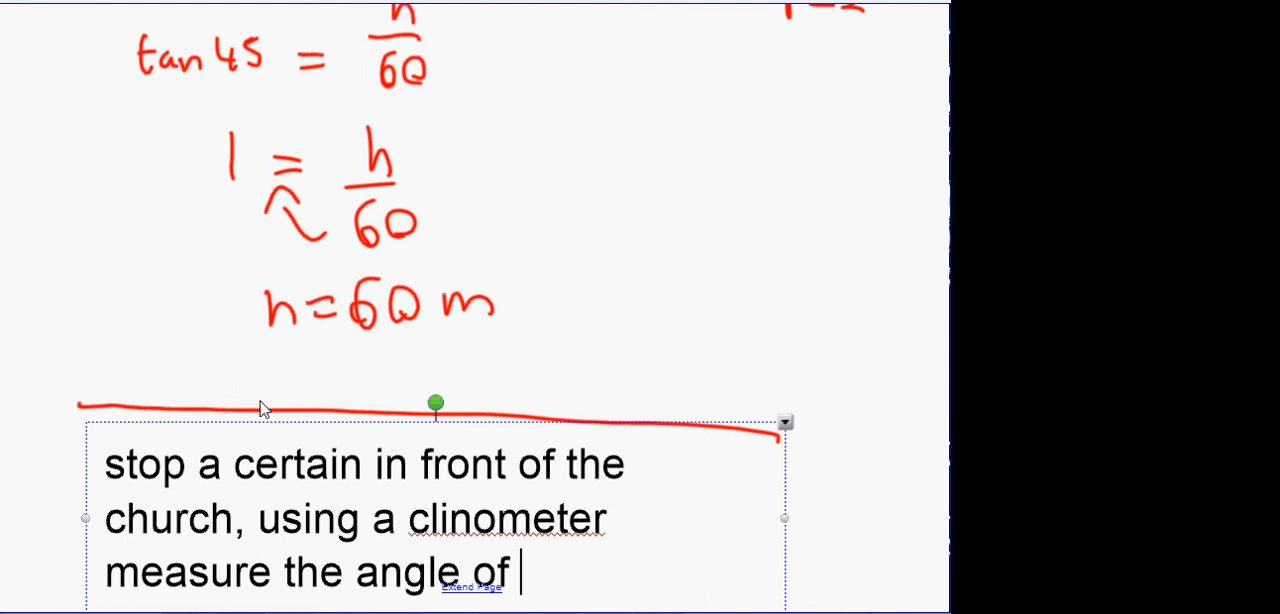 tan 45 = h/60
1 = h/60
h = 60 m
stop a certain in front of the
church, using a clinometer
measure the angle of
Extend Page